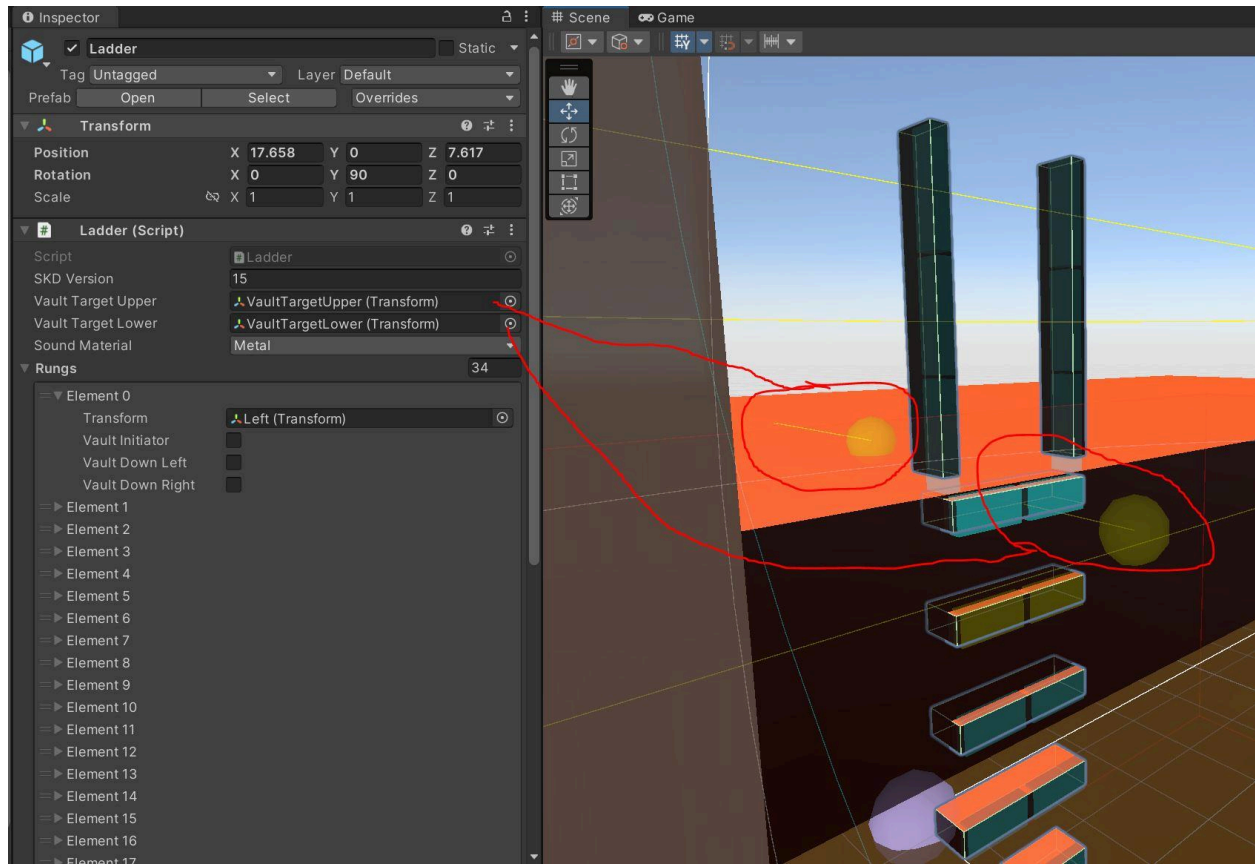 Inspector
Ladder
Static
Tag Untagged Layer Default
Prefab Open Select Overrides
Transform
Position X 17.658 Y 0 Z 7.617
Rotation X 0 Y 90 Z 0
Scale X 1 Y 1 Z 1
# Ladder (Script)
Script # Ladder
SKD Version 15
Vault Target Upper VaultTargetUpper (Transform)
Vault Target Lower VaultTargetLower (Transform)
Sound Material Metal
Rungs 34
Element 0
Transform Left (Transform)
Vault Initiator
Vault Down Left
Vault Down Right
Element 1
Element 2
Element 3
Element 4
Element 5
Element 6
Element 7
Element 8
Element 9
Element 10
Element 11
Element 12
Element 13
Element 14
Element 15
Element 16
Element 17
Scene Game